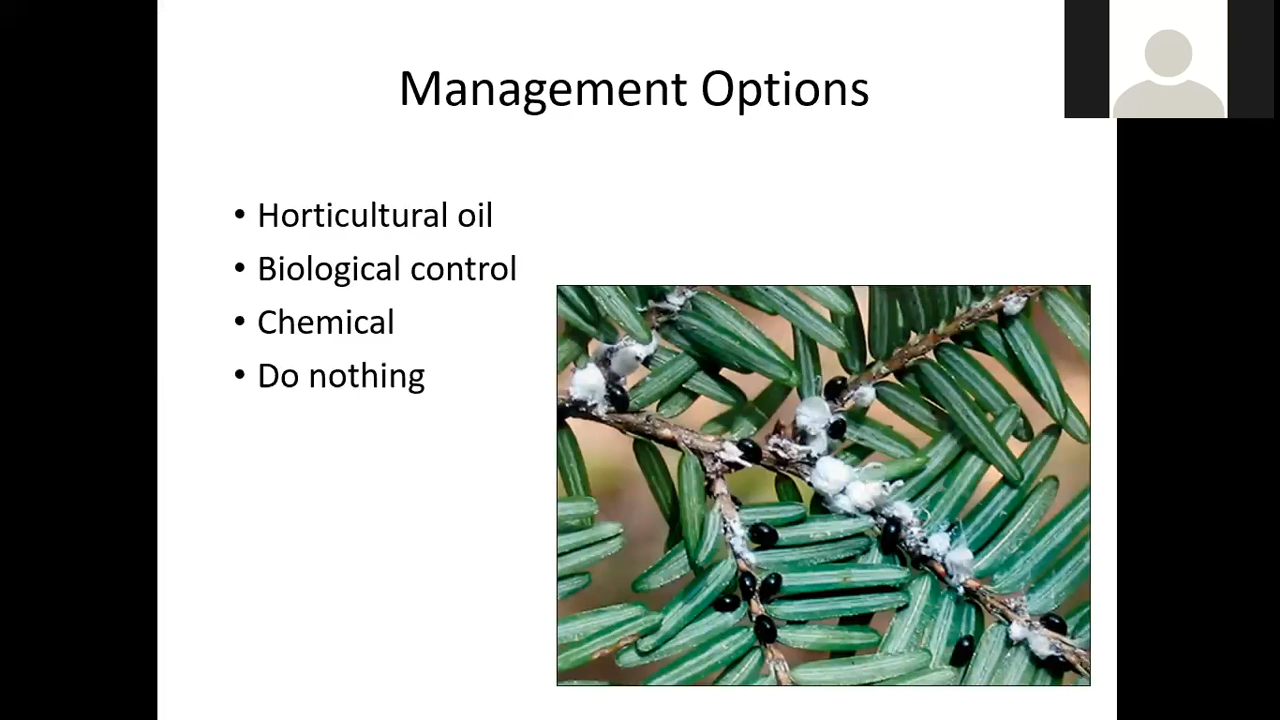 Management Options
• Horticultural oil
• Biological control
• Chemical
• Do nothing